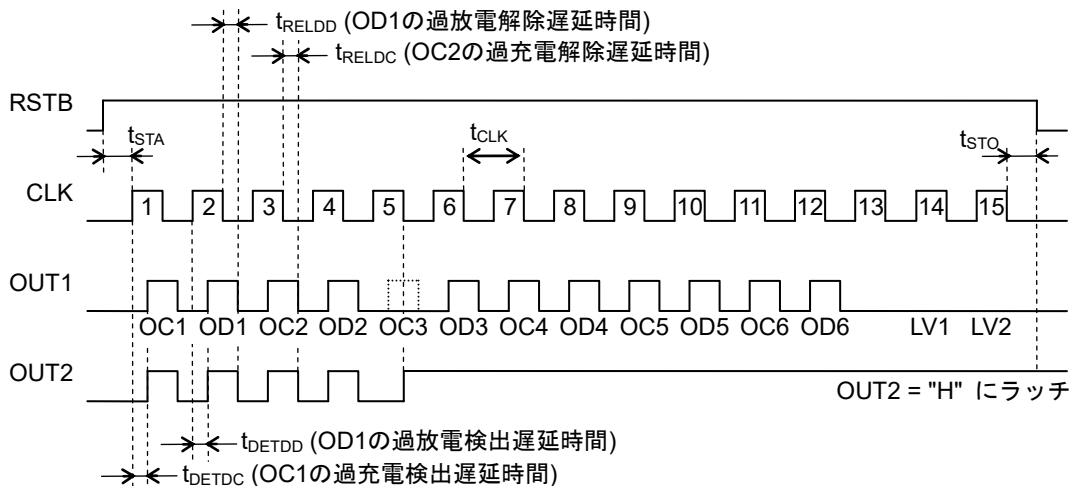 tRELDD (OD1の過放電解除遅延時間)
tRELDC (OC2の過充電解除遅延時間)
RSTB
tSTA
tCLK
tSTO
CLK
1 2 3 4 5 6 7 8 9 10 11 12 13 14 15
OUT1
OC1 OD1 OC2 OD2 OC3 OD3 OC4 OD4 OC5 OD5 OC6 OD6 LV1 LV2
OUT2
OUT2 = "H" にラッチ
tDETDD (OD1の過放電検出遅延時間)
tDETDC (OC1の過充電検出遅延時間)